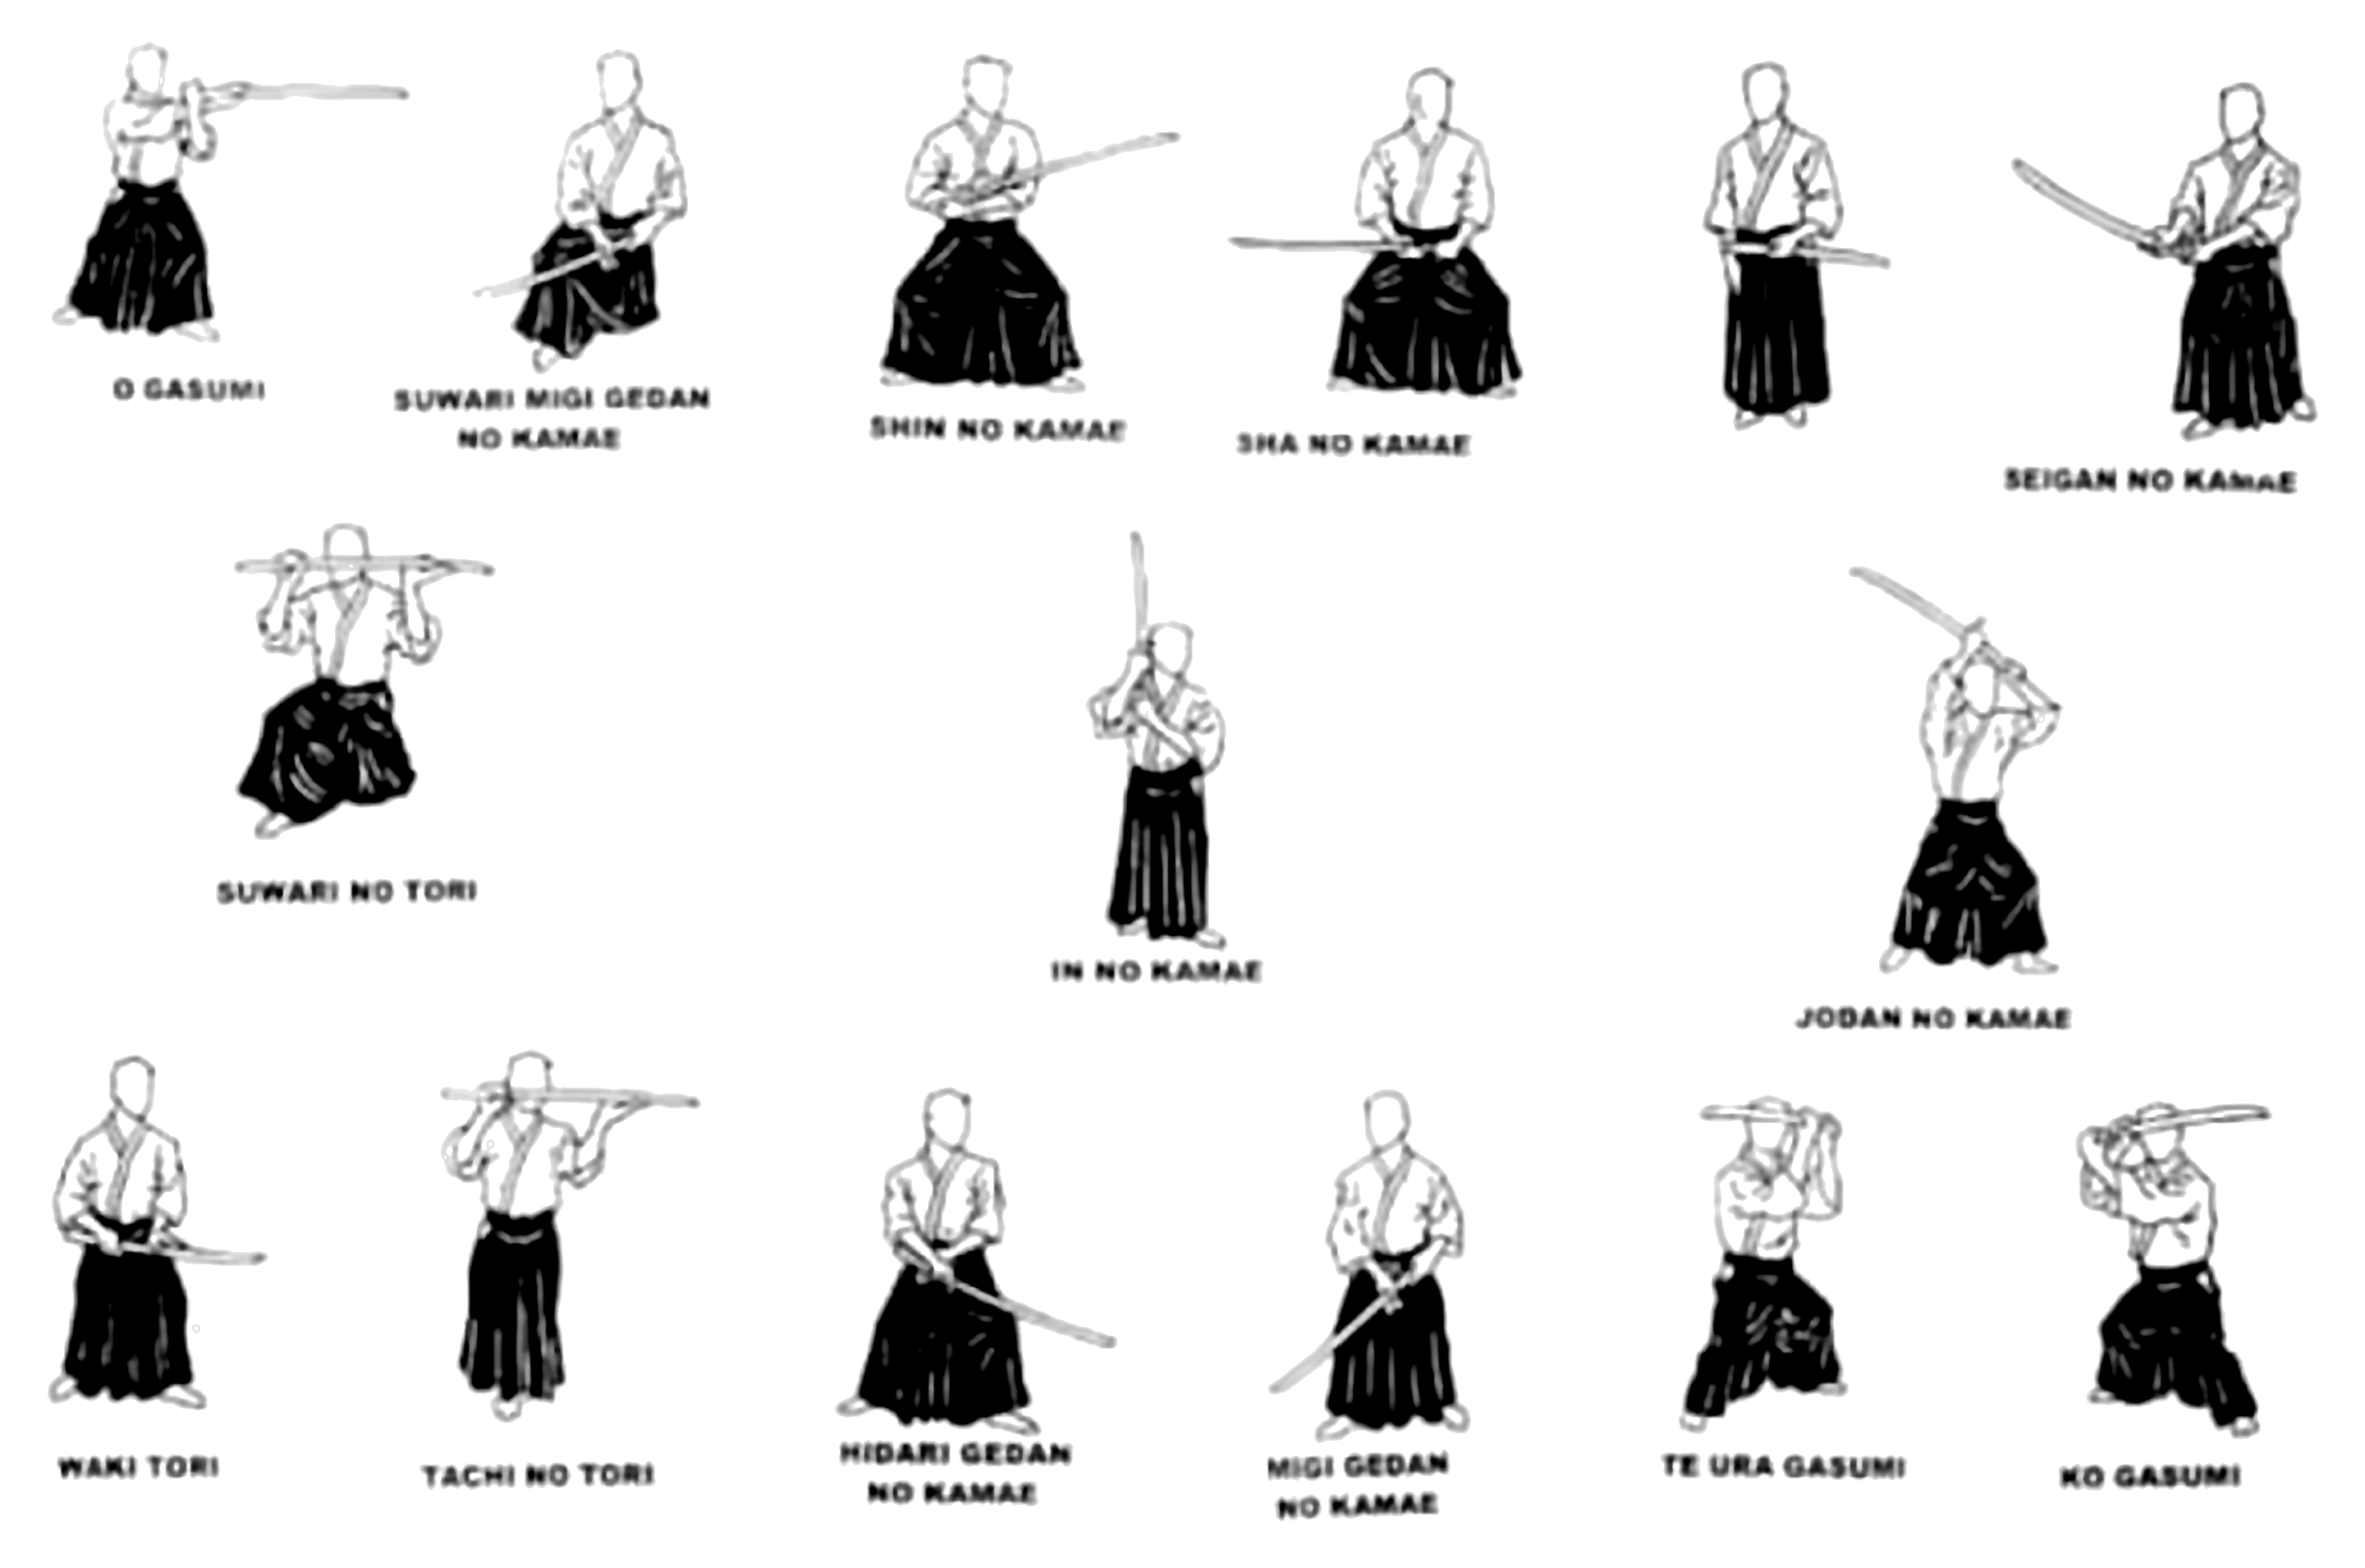 O GASUMI
SUWARI MIGI GEDAN
NO KAMAE
SHIN NO KAMAE
SHA NO KAMAE
SEIGAN NO KAMAE
SUWARI NO TORI
IN NO KAMAE
JODAN NO KAMAE
WAKI TORI
TACHI NO TORI
HIDARI GEDAN
NO KAMAE
MIGI GEDAN
NO KAMAE
TE URA GASUMI
KO GASUMI